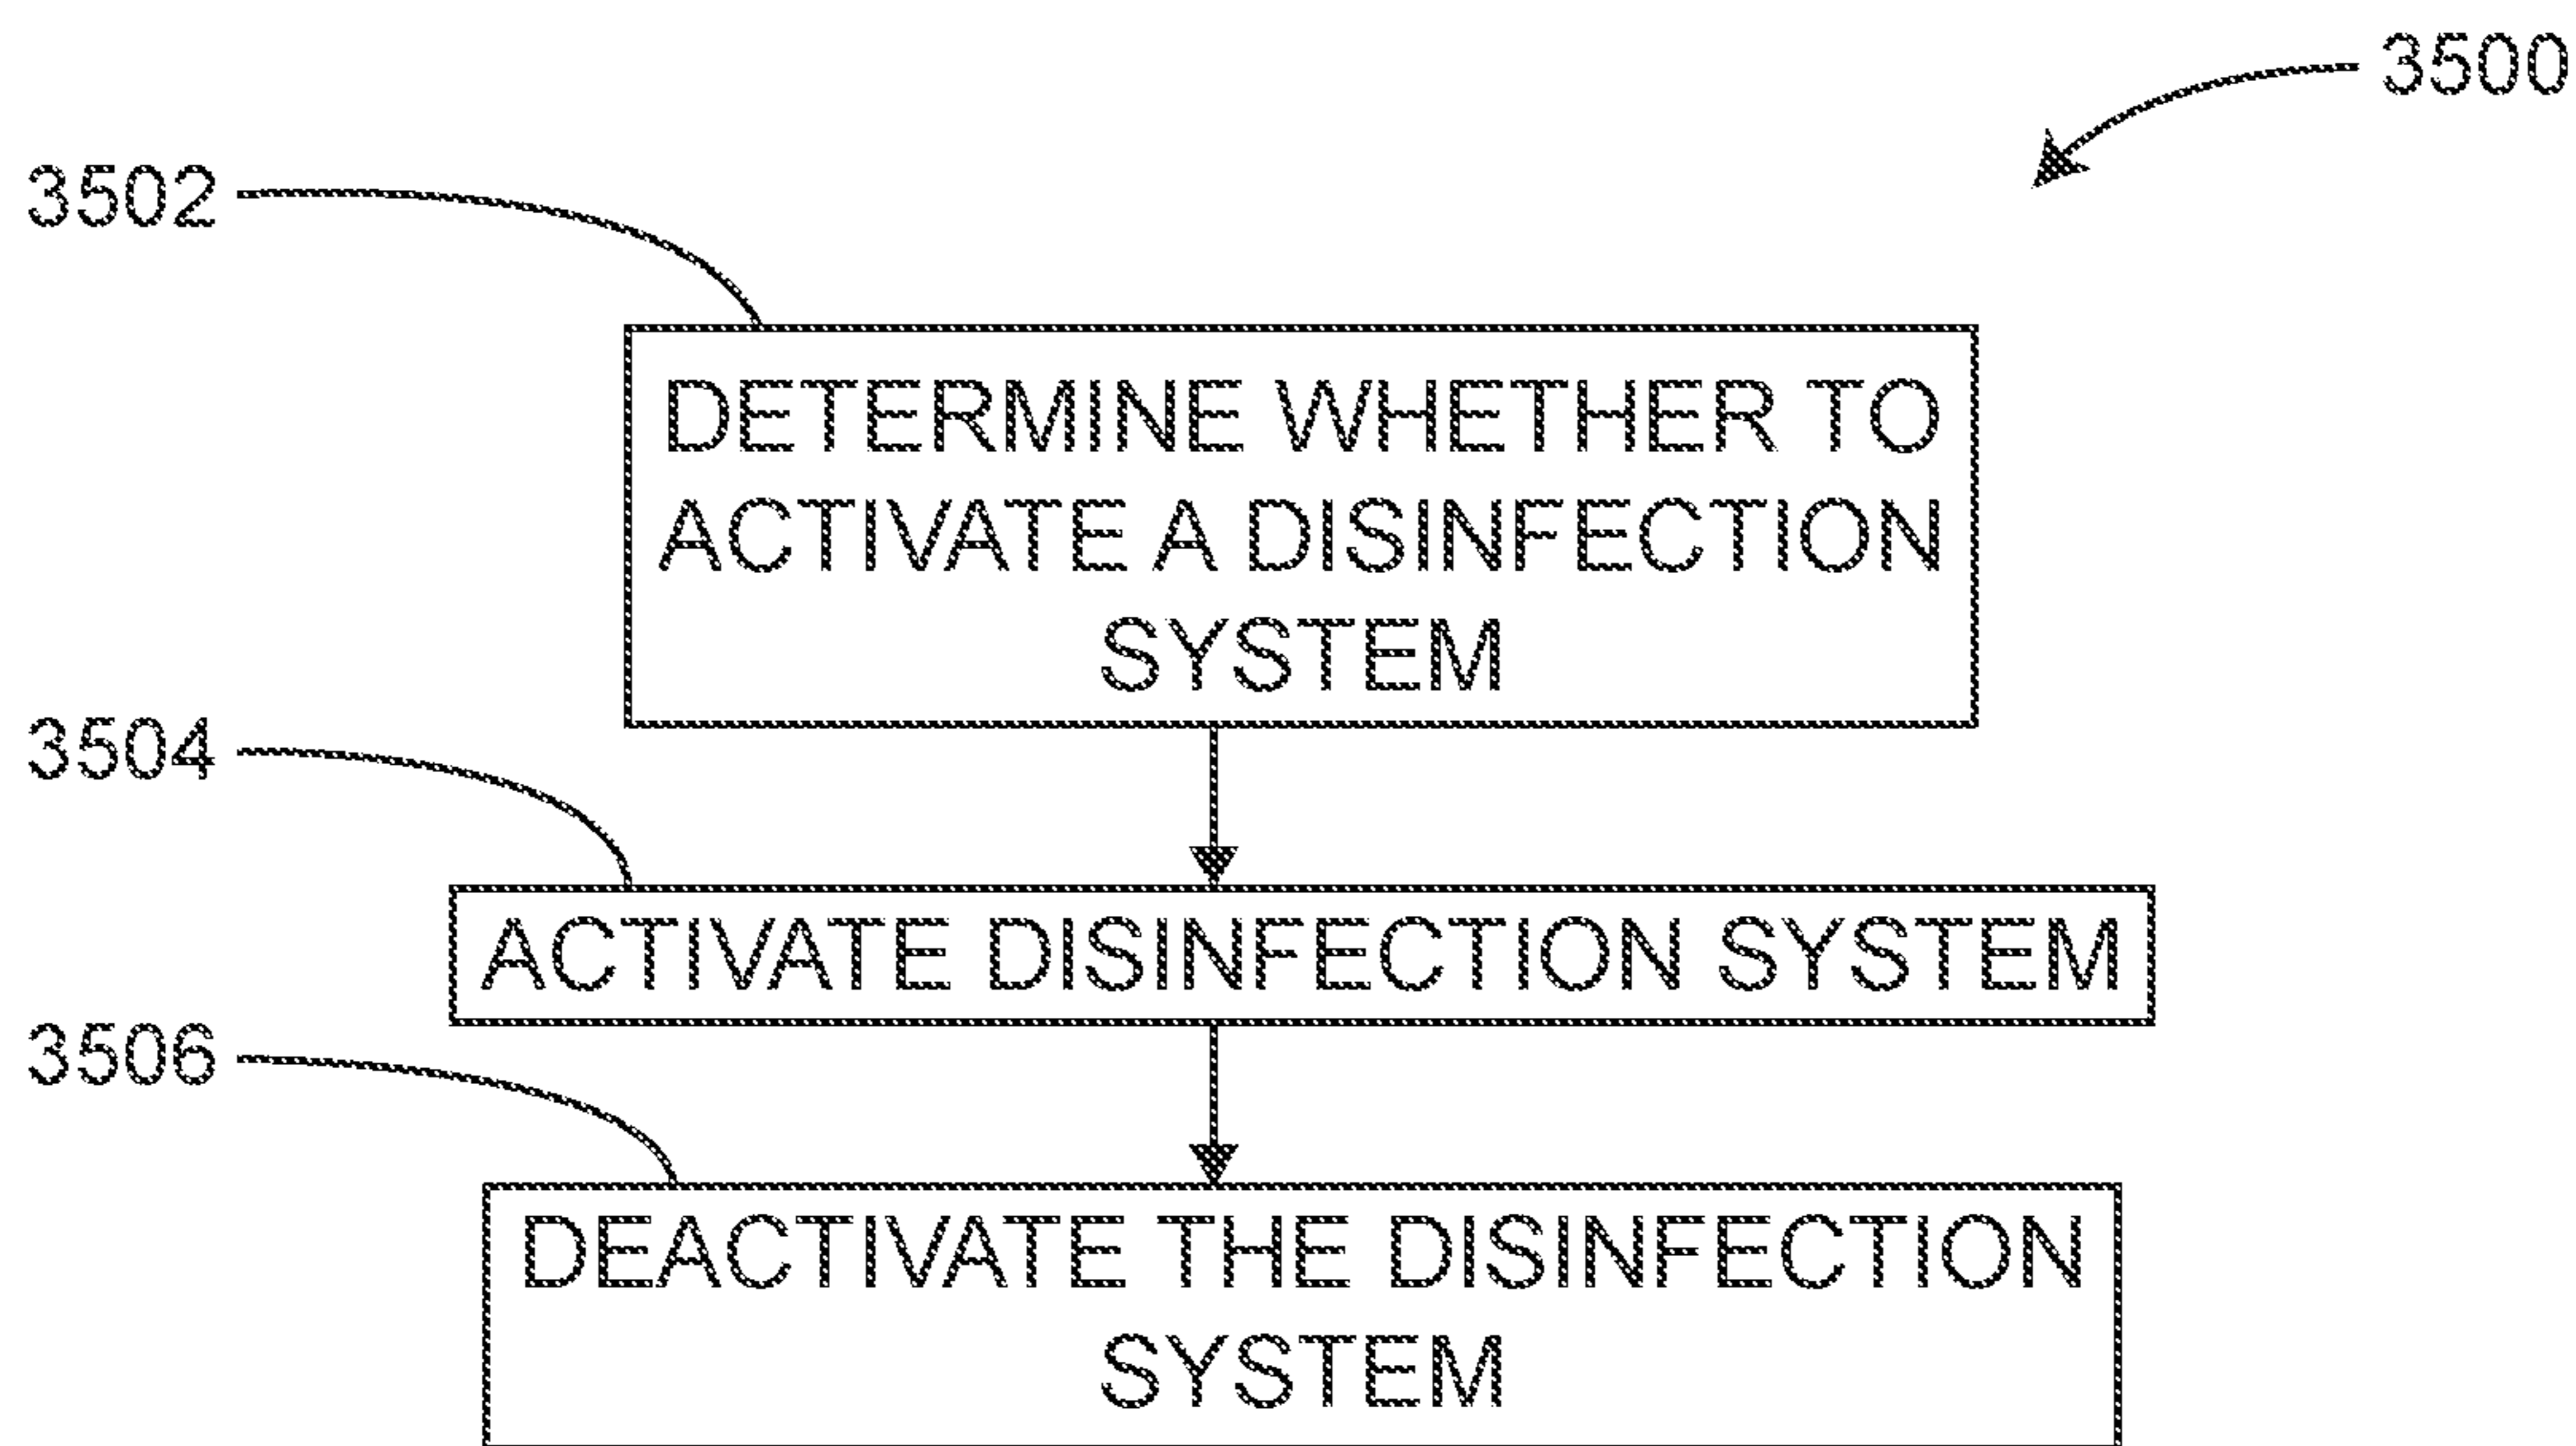 3500
3502
DETERMINE WHETHER TO
ACTIVATE A DISINFECTION
SYSTEM
3504
ACTIVATE DISINFECTION SYSTEM
3506
DEACTIVATE THE DISINFECTION
SYSTEM